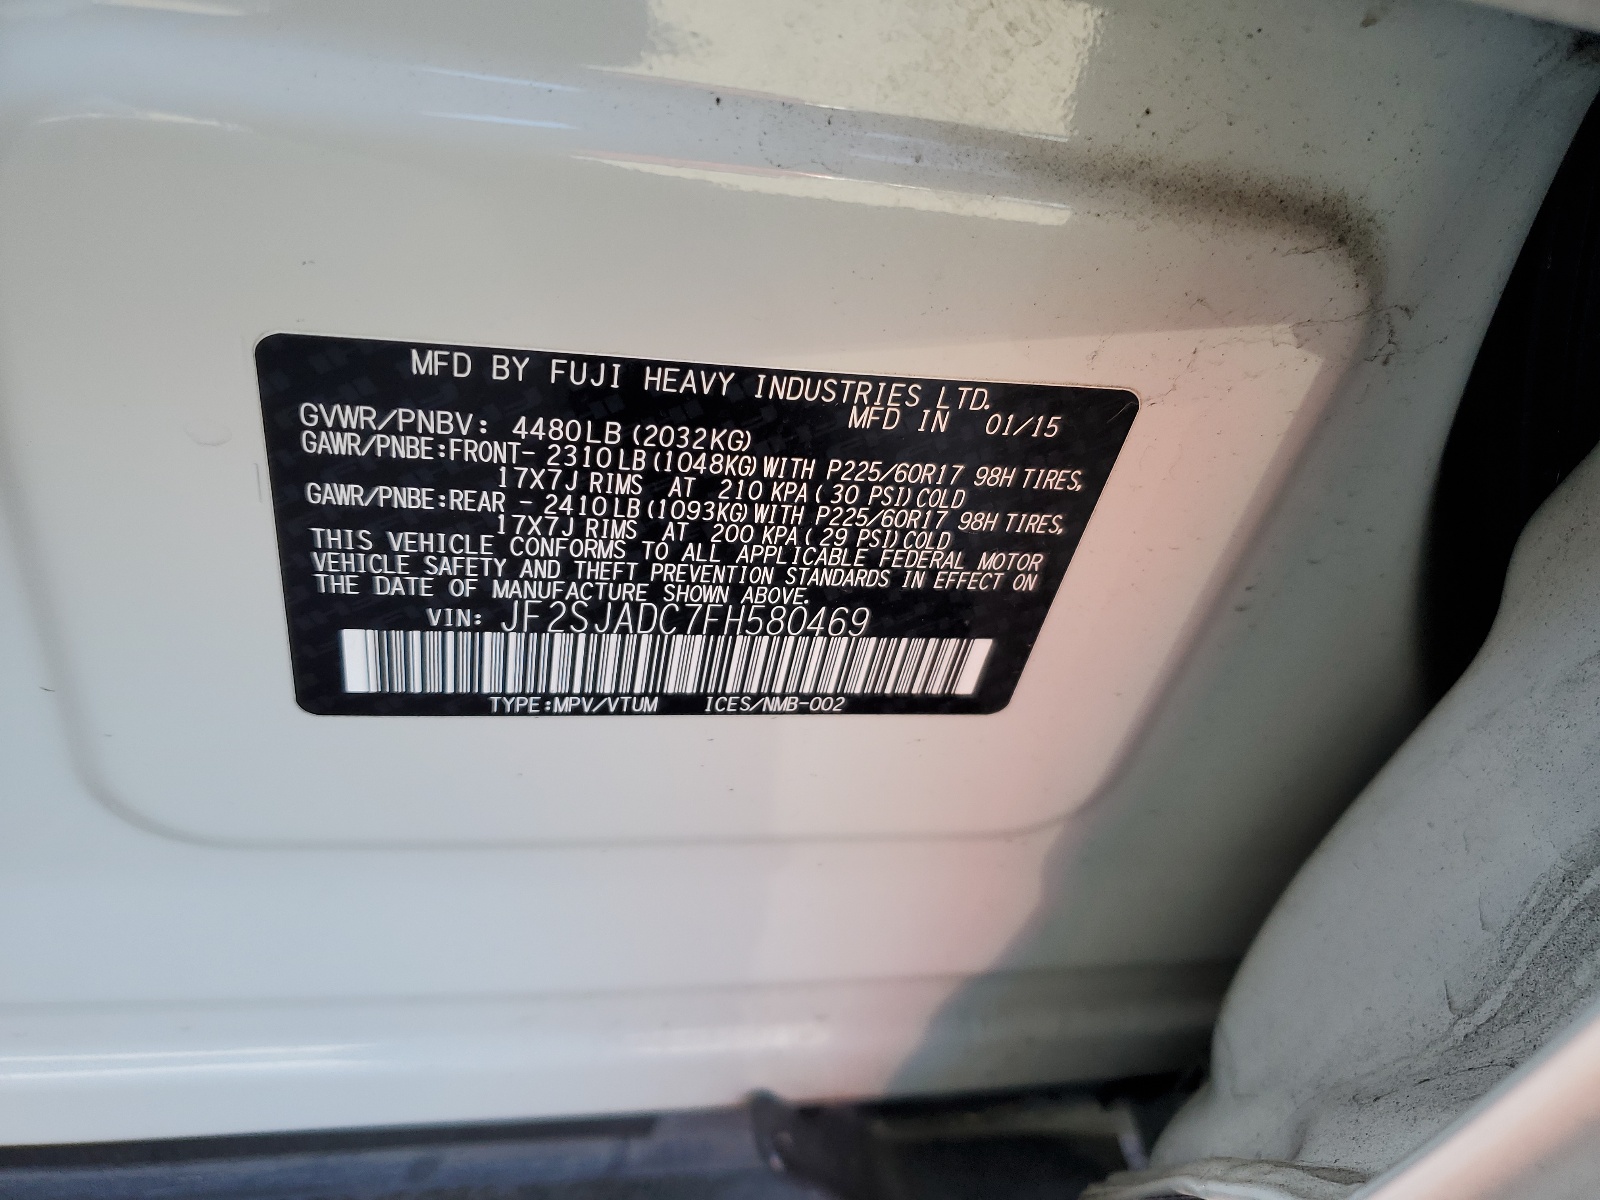 MFD BY FUJI HEAVY INDUSTRIES LTD.
MFD IN 01/15
GVWR/PNBV: 4480LB (2032KG)
GAWR/PNBE:FRONT- 2310LB(1048KG)WITH P225/60R17 98H TIRES,
17X7J RIMS AT 210 KPA( 30 PSI)COLD
GAWR/PNBE:REAR - 2410LB(1093KG)WITH P225/60R17 98H TIRES,
17X7J RIMS AT 200 KPA( 29 PSI)COLD
THIS VEHICLE CONFORMS TO ALL APPLICABLE FEDERAL MOTOR
VEHICLE SAFETY AND THEFT PREVENTION STANDARDS IN EFFECT ON
THE DATE OF MANUFACTURE SHOWN ABOVE.
VIN: JF2SJADC7FH580469
TYPE:MPV/VTUM ICES/NMB-002